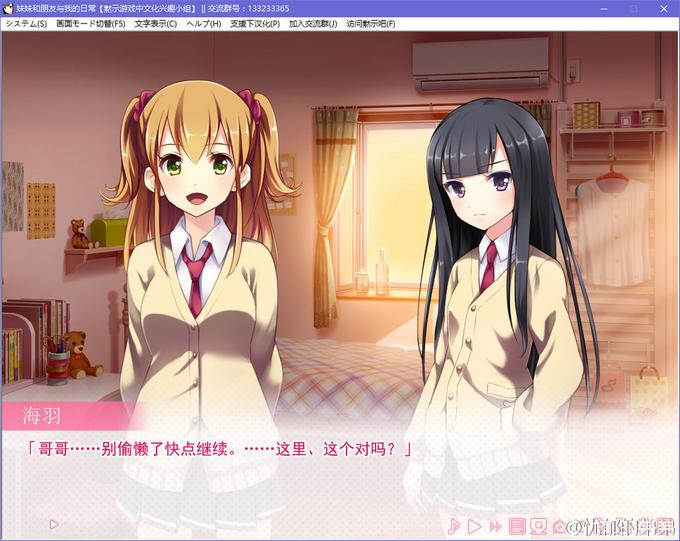 妹妹和朋友与我的日常【黙示游戏中文化兴趣小组】 || 交流群号：133233365
システム(S) 画面モード切替(F5) 文字表示(C) ヘルプ(H) 支援下汉化(P) 加入交流群(J) 访问黙示吧(F)
海羽
「哥哥……别偷懒了快点继续。……这里、这个对吗？」